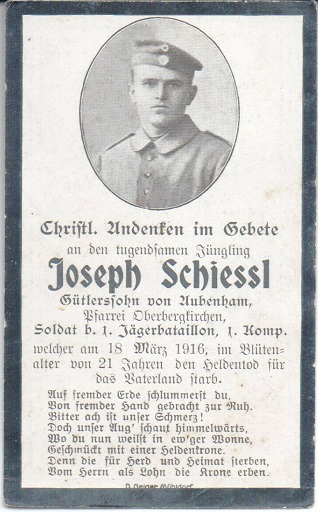 Christl. Andenken im Gebete
an den tugendsamen Jüngling
Joseph Schiessl
Gütlerssohn von Aubenham,
Pfarrei Oberbergkirchen,
Soldat b. 1. Jägerbataillon, 1. Komp.
welcher am 18 März 1916, im Blüten-
alter von 21 Jahren den Heldentod für
das Vaterland starb.
Auf fremder Erde schlummerst du,
Von fremder Hand gebracht zur Ruh.
Bitter ach ist unser Schmerz!
Doch unser Aug' schaut himmelwärts,
Wo du nun weilst in ew'ger Wonne,
Geschmückt mit einer Heldenkrone.
Denn die für Herd und Heimat sterben,
Vom Herrn als Lohn die Krone erben.
D. Geiger Mühldorf